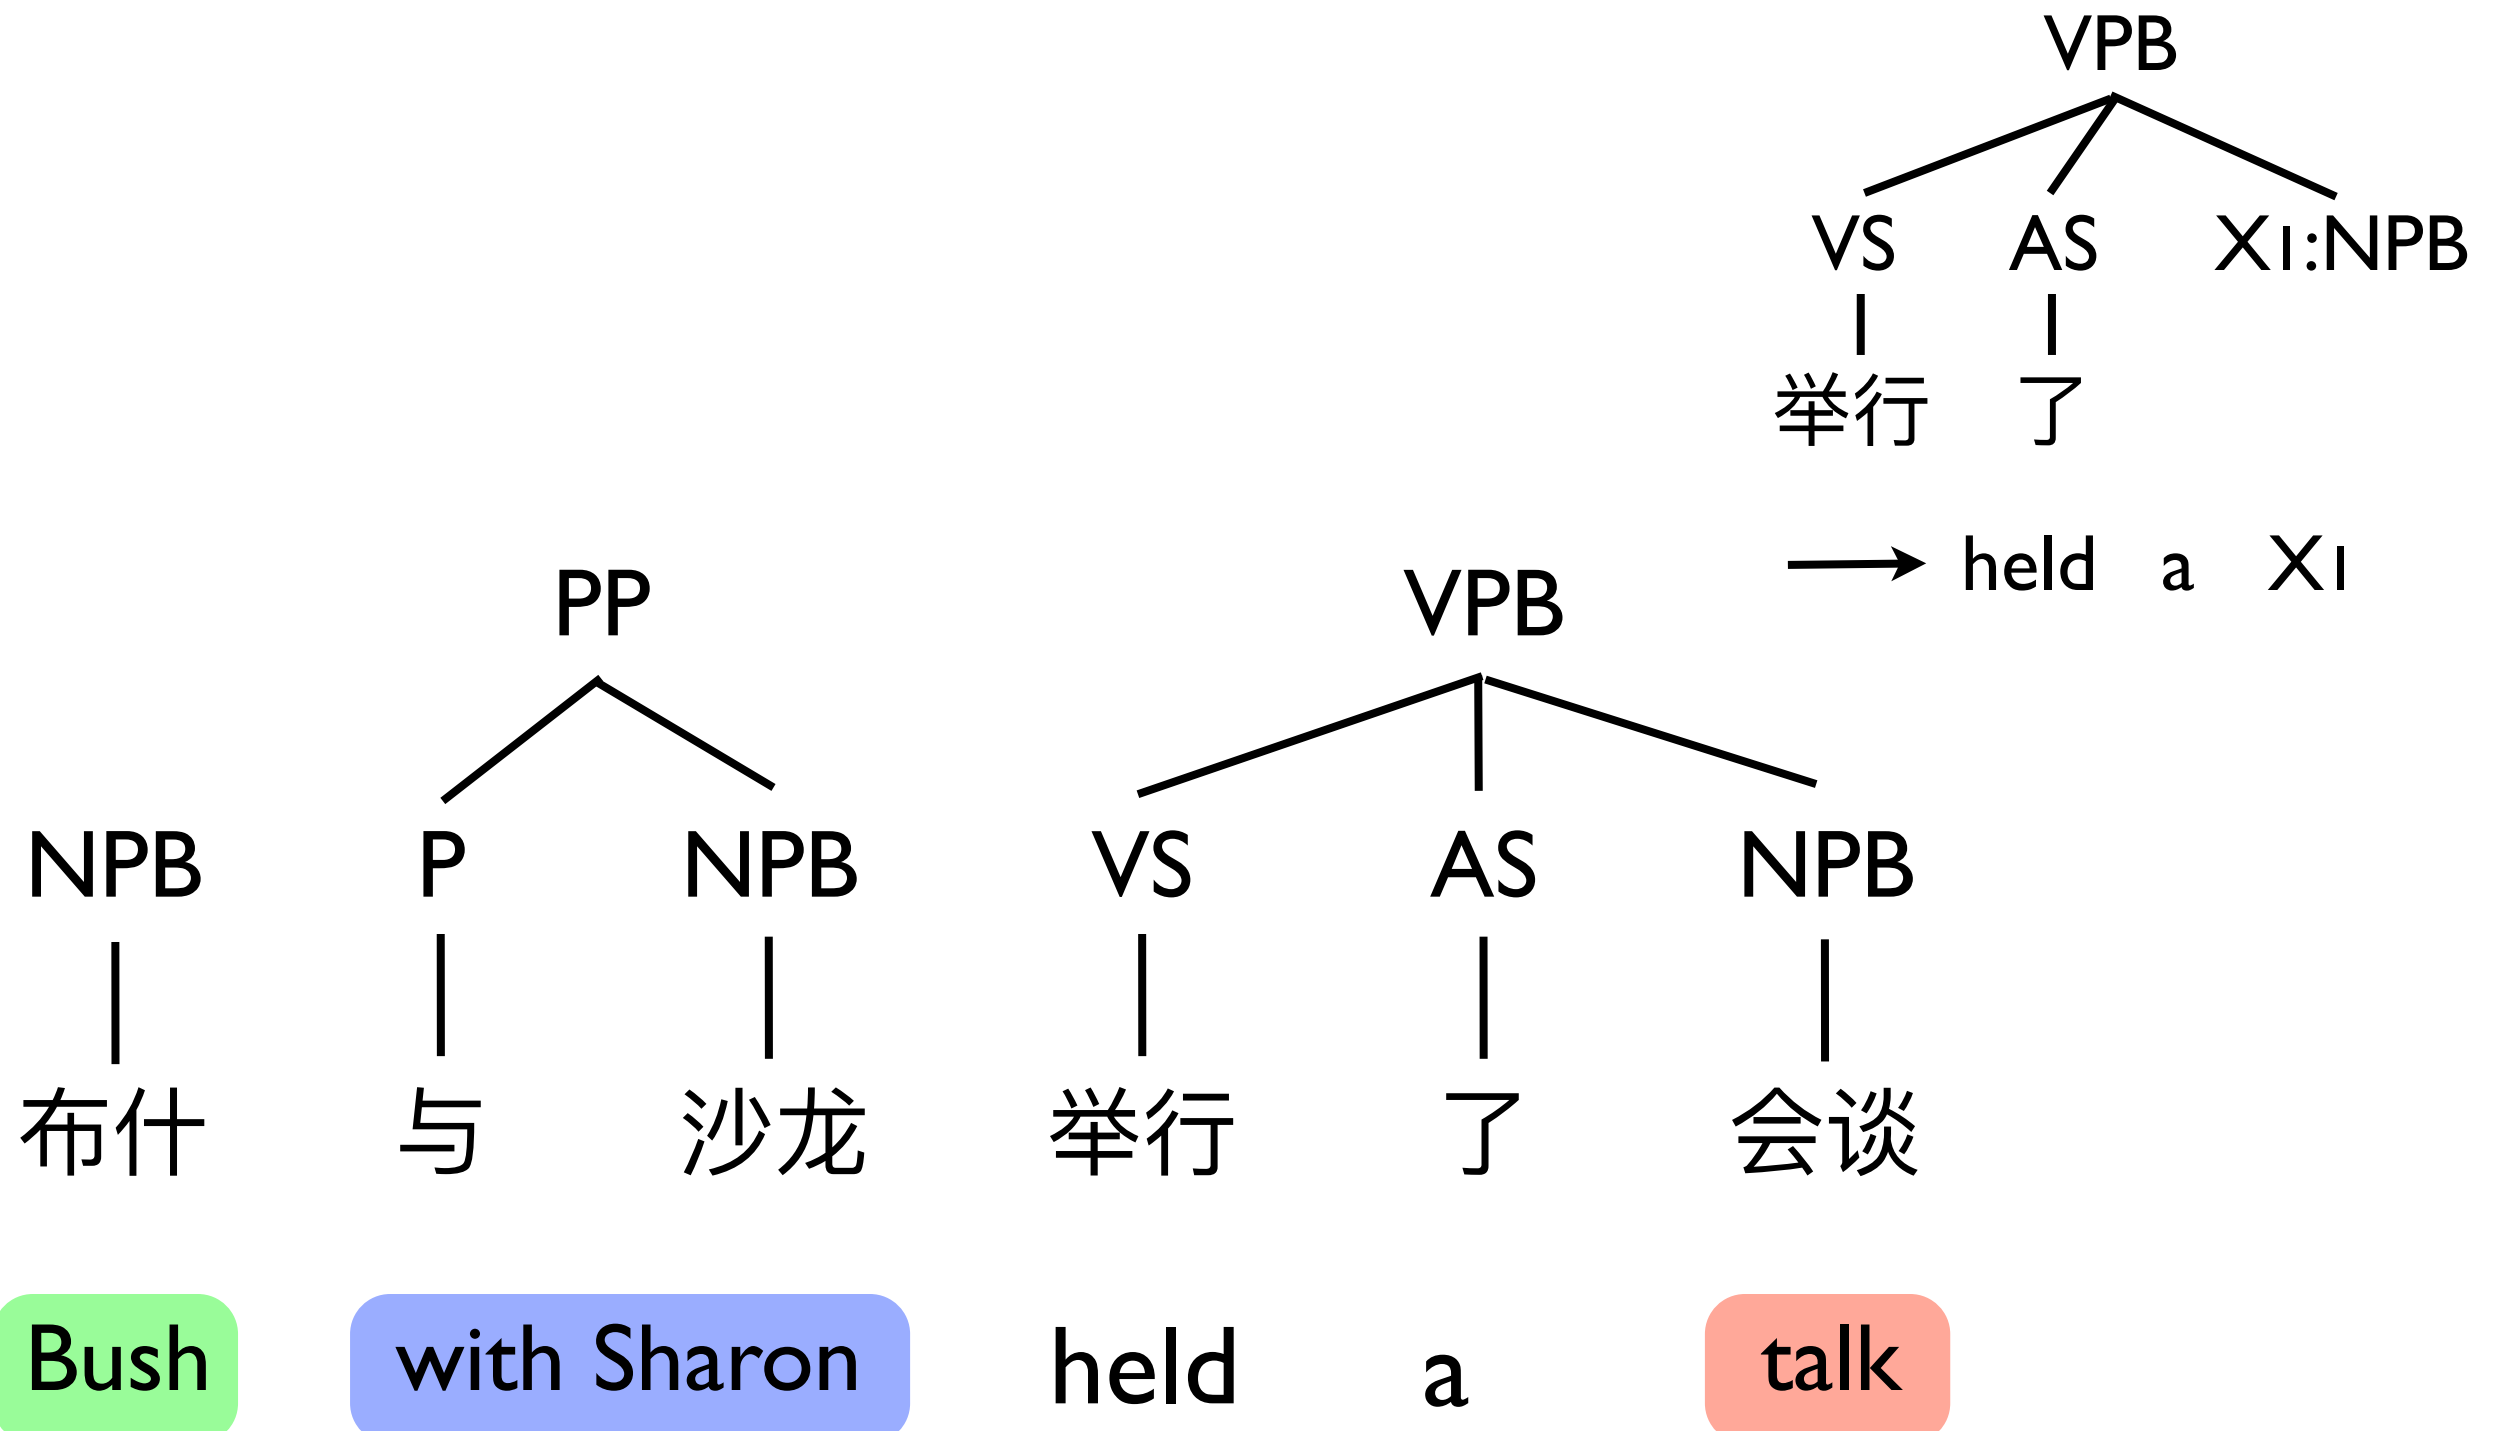 VPB
VS AS X1:NPB
举行 了
held a X1
PP VPB
NPB P NPB VS AS NPB
布什 与 沙龙 举行 了 会谈
Bush with Sharon held a talk